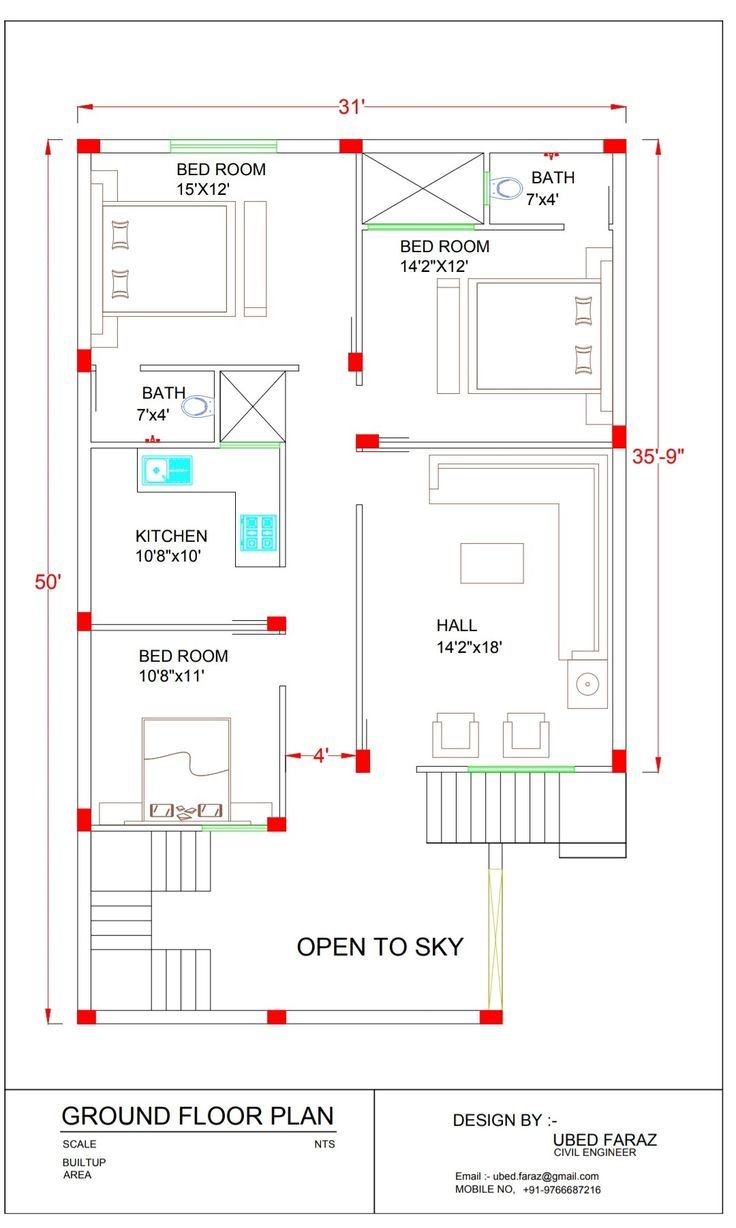 31'
BED ROOM
15'X12'
BATH
7'x4'
BED ROOM
14'2"X12'
BATH
7'x4'
35'-9"
KITCHEN
10'8"x10'
50'
HALL
14'2"x18'
BED ROOM
10'8"x11'
4'
OPEN TO SKY
GROUND FLOOR PLAN
SCALE NTS
BUILTUP
AREA
DESIGN BY :-
UBED FARAZ
CIVIL ENGINEER
Email :- ubed.faraz@gmail.com
MOBILE NO, +91-9766687216